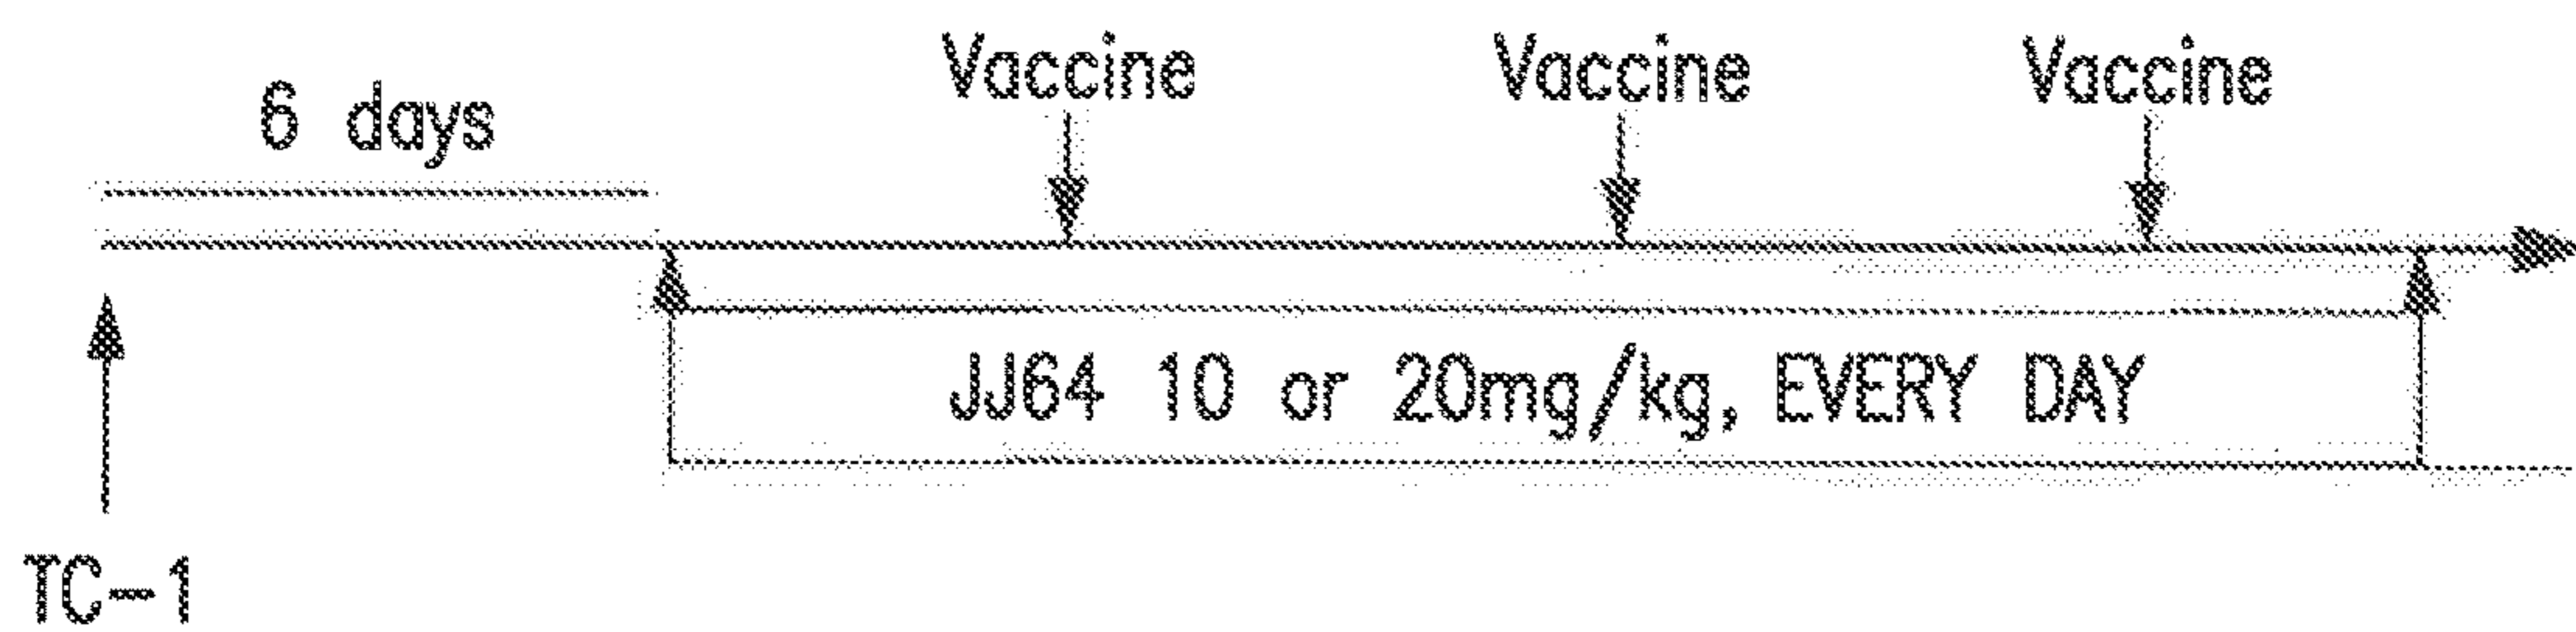 Vaccine Vaccine Vaccine
6 days
JJ64 10 or 20mg/kg, EVERY DAY
TC-1